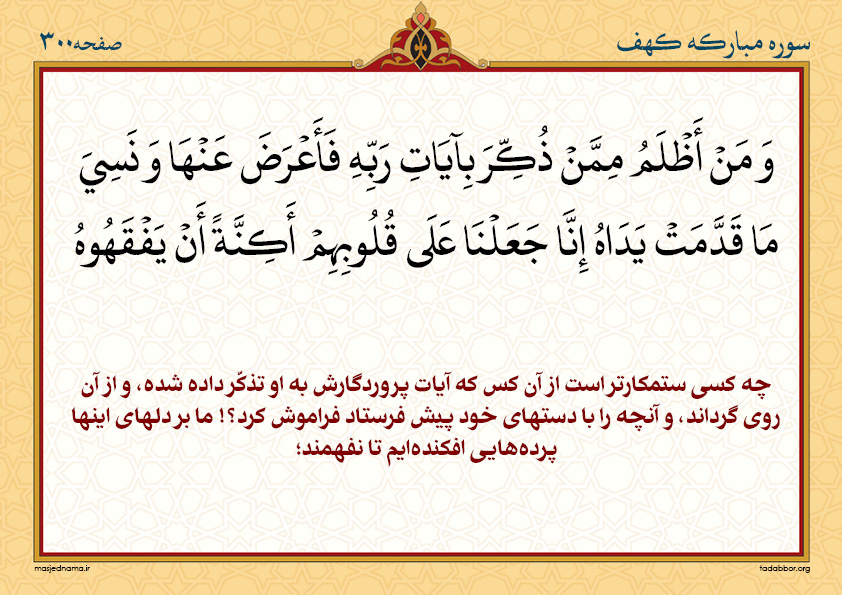 سوره مبارکه کهف
صفحه۳۰۰
وَ مَنْ أَظْلَمُ مِمَّنْ ذُكِّرَ بِآيَاتِ رَبِّهِ فَأَعْرَضَ عَنْهَا وَ نَسِيَ
مَا قَدَّمَتْ يَدَاهُ إِنَّا جَعَلْنَا عَلَى قُلُوبِهِمْ أَكِنَّةً أَنْ يَفْقَهُوهُ
چه کسی ستمکارتر است از آن کس که آیات پروردگارش به او تذکّر داده شده، و از آن
روی گرداند، و آنچه را با دستهای خود پیش فرستاد فراموش کرد؟! ما بر دلهای اینها
پرده‌هایی افکنده‌ایم تا نفهمند؛
masjednama.ir
tadabbor.org